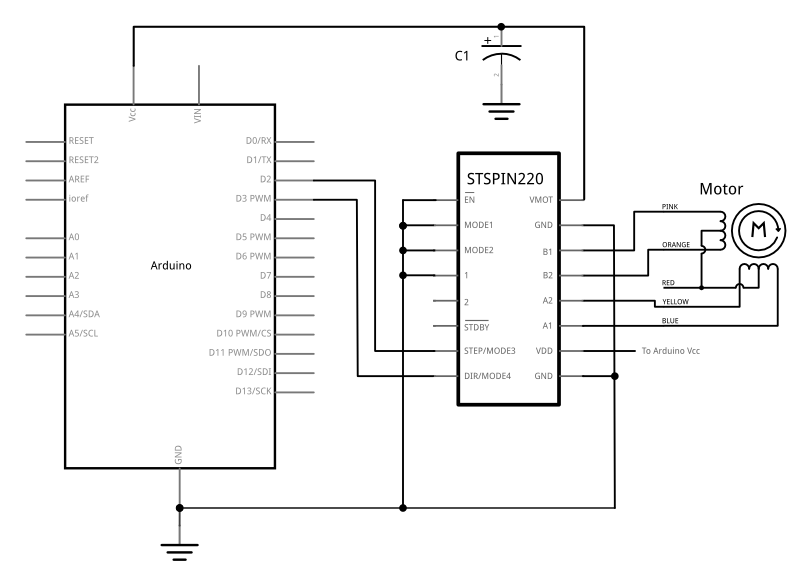 +
1
C1
2
Vcc
VIN
RESET
RESET2
AREF
ioref
A0
A1
A2
A3
A4/SDA
A5/SCL
Arduino
D0/RX
D1/TX
D2
D3 PWM
D4
D5 PWM
D6 PWM
D7
D8
D9 PWM
D10 PWM/CS
D11 PWM/SDO
D12/SDI
D13/SCK
GND
STSPIN220
EN
MODE1
MODE2
1
2
STDBY
STEP/MODE3
DIR/MODE4
VMOT
GND
B1
B2
A2
A1
VDD
GND
Motor
PINK
ORANGE
RED
YELLOW
BLUE
M
To Arduino Vcc